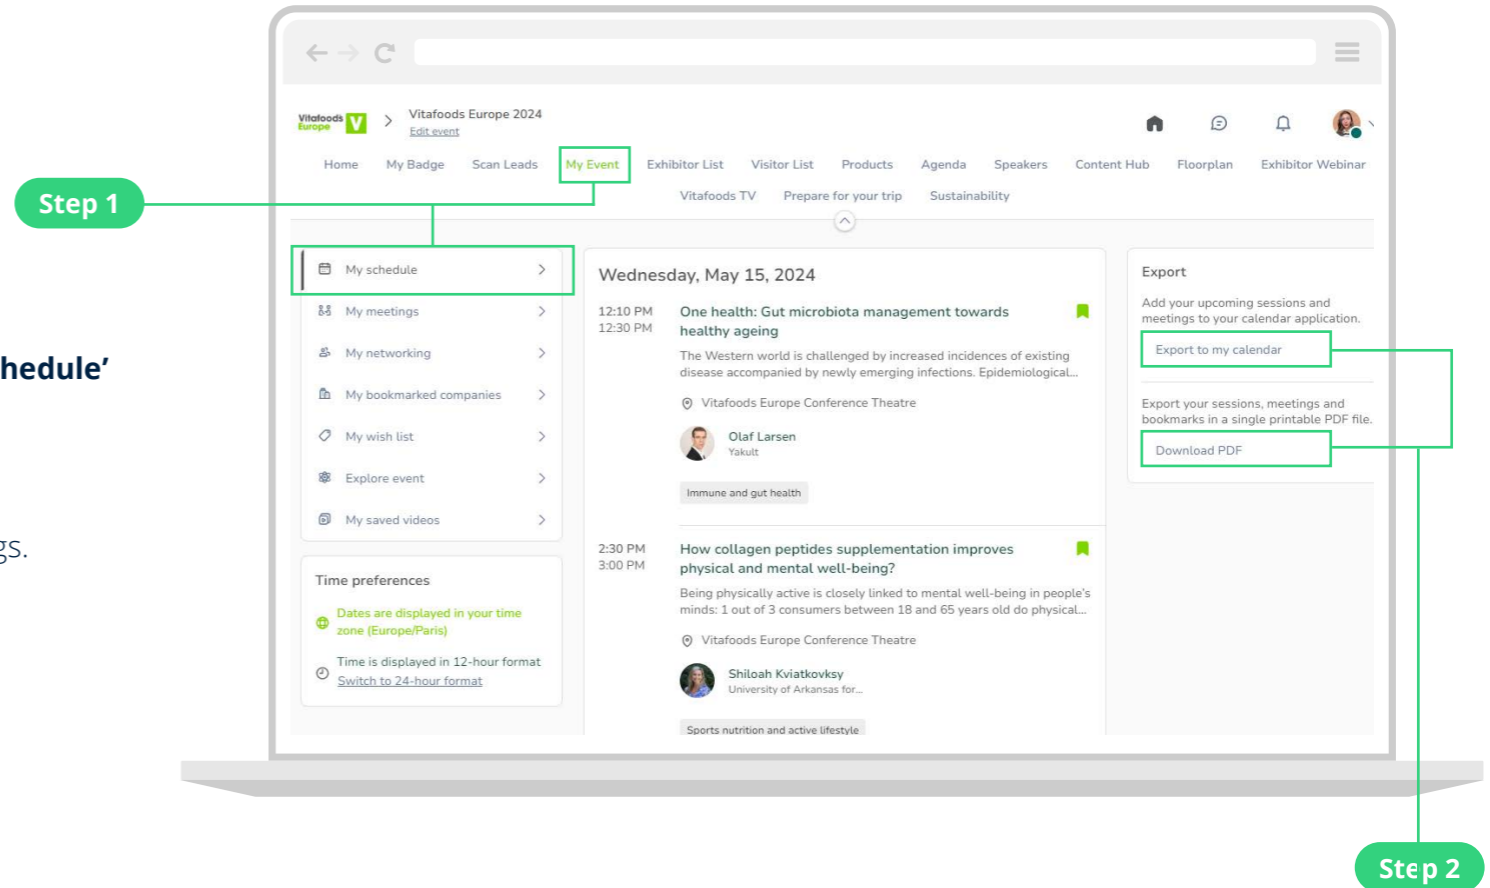 Vitafoods
Europe
V
Vitafoods Europe 2024
Edit event
Home My Badge Scan Leads My Event Exhibitor List Visitor List Products Agenda Speakers Content Hub Floorplan Exhibitor Webinar
Vitafoods TV Prepare for your trip Sustainability
Step 1
hedule’
gs.
My schedule
My meetings
My networking
My bookmarked companies
My wish list
Explore event
My saved videos
Time preferences
Dates are displayed in your time
zone (Europe/Paris)
Time is displayed in 12-hour format
Switch to 24-hour format
Wednesday, May 15, 2024
12:10 PM
12:30 PM
One health: Gut microbiota management towards
healthy ageing
The Western world is challenged by increased incidences of existing
disease accompanied by newly emerging infections. Epidemiological...
Vitafoods Europe Conference Theatre
Olaf Larsen
Yakult
Immune and gut health
2:30 PM
3:00 PM
How collagen peptides supplementation improves
physical and mental well-being?
Being physically active is closely linked to mental well-being in people's
minds: 1 out of 3 consumers between 18 and 65 years old do physical...
Vitafoods Europe Conference Theatre
Shiloah Kviatkovksy
University of Arkansas for...
Sports nutrition and active lifestyle
Export
Add your upcoming sessions and
meetings to your calendar application.
Export to my calendar
Export your sessions, meetings and
bookmarks in a single printable PDF file.
Download PDF
Step 2